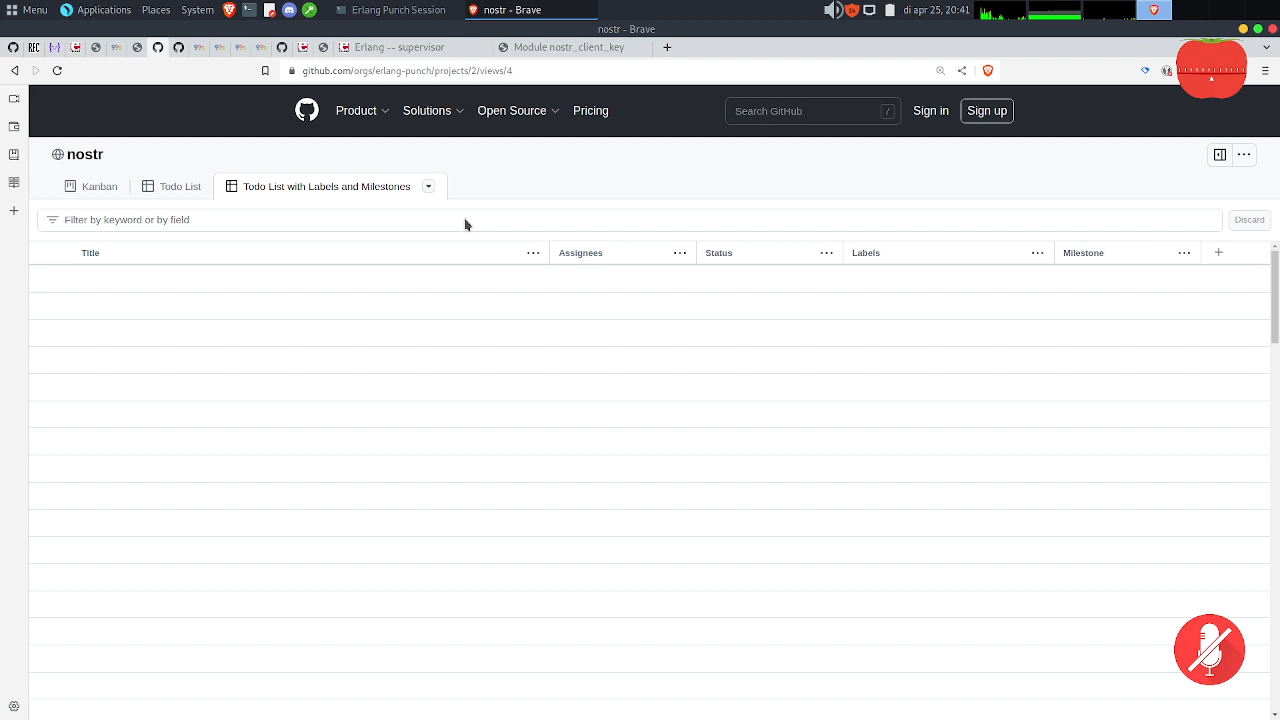 Menu Applications Places System Erlang Punch Session nostr - Brave di apr 25, 20:41
nostr - Brave
Erlang -- supervisor Module nostr_client_key
github.com/orgs/erlang-punch/projects/2/views/4
Product Solutions Open Source Pricing Search GitHub / Sign in Sign up
nostr
Kanban Todo List Todo List with Labels and Milestones
Filter by keyword or by field Discard
Title Assignees Status Labels Milestone